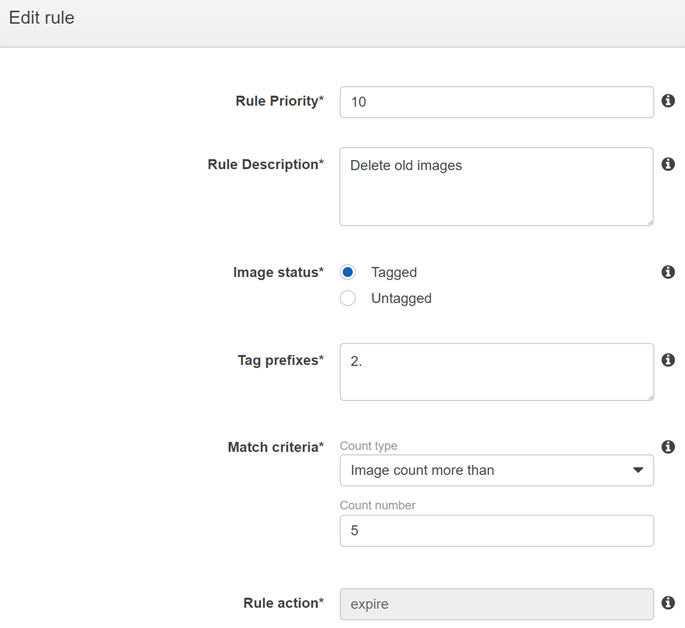 Edit rule
Rule Priority*
10
Rule Description*
Delete old images
Image status*
Tagged
Untagged
Tag prefixes*
2.
Match criteria*
Count type
Image count more than
Count number
5
Rule action*
expire